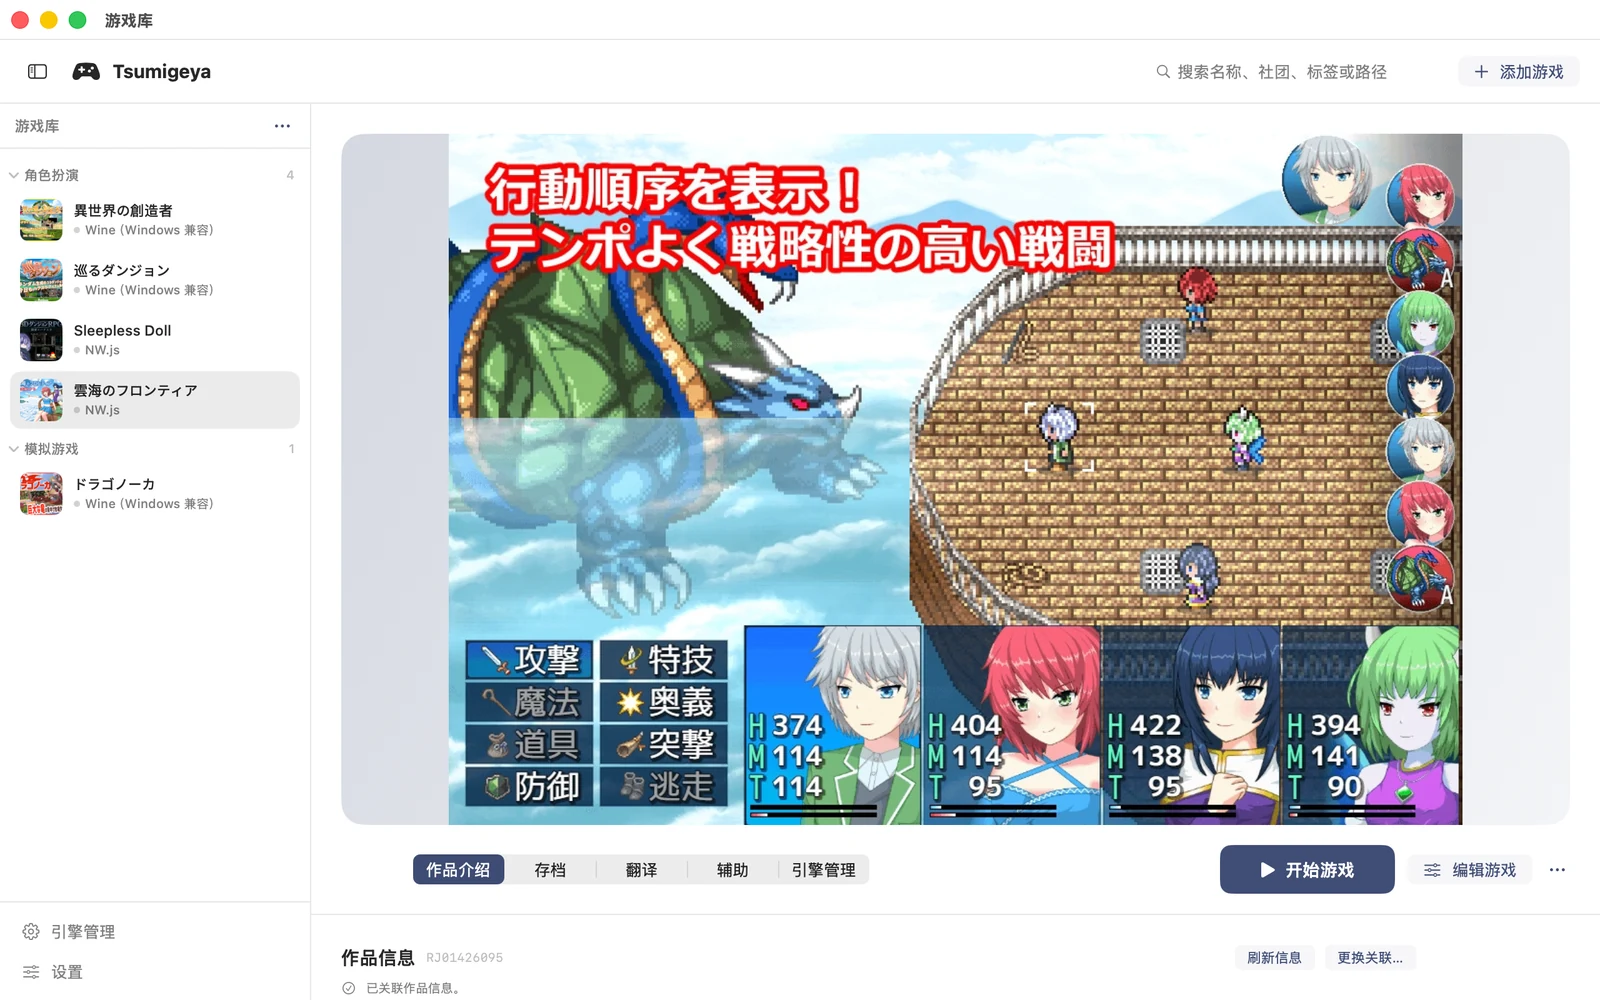 游戏库
Tsumigeya
搜索名称、社团、标签或路径
添加游戏
游戏库
角色扮演
4
異世界の創造者
Wine (Windows 兼容)
巡るダンジョン
Wine (Windows 兼容)
Sleepless Doll
NW.js
雲海のフロンティア
NW.js
模拟游戏
1
ドラゴノーカ
Wine (Windows 兼容)
引擎管理
设置
行動順序を表示！
テンポよく戦略性の高い戦闘
A
A
攻撃
特技
魔法
奥義
道具
突撃
防御
逃走
H 374
M 114
T 114
H 404
M 114
T 95
H 422
M 138
T 95
H 394
M 141
T 90
作品介绍
存档
翻译
辅助
引擎管理
开始游戏
编辑游戏
作品信息
RJ01426095
刷新信息
更换关联...
已关联作品信息。